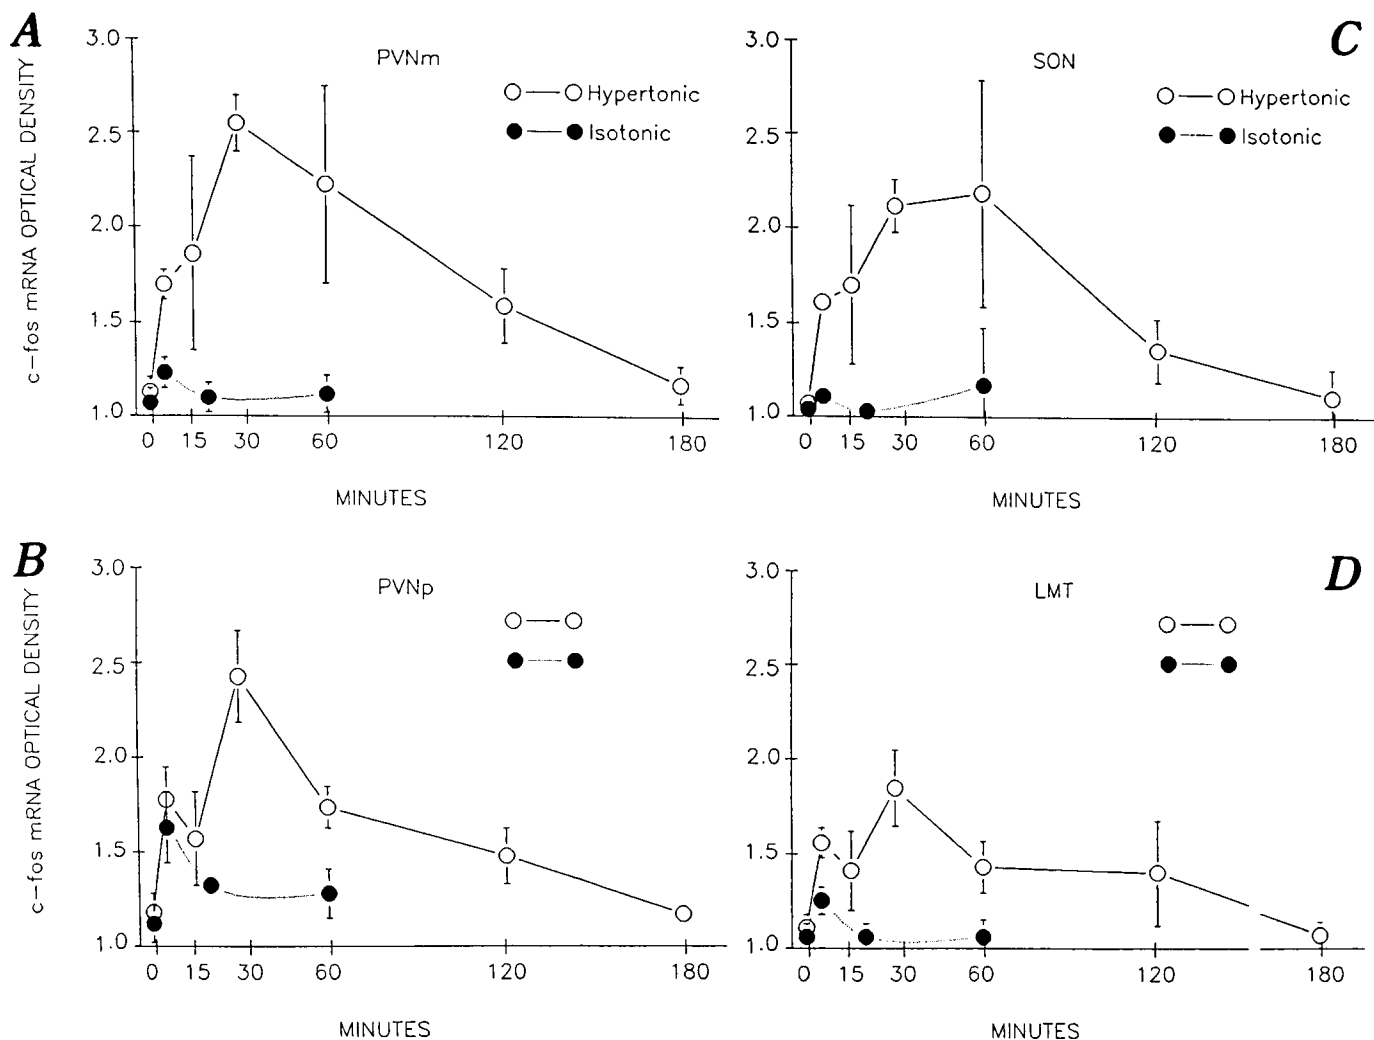 A
c-fos mRNA OPTICAL DENSITY
PVNm
Hypertonic
Isotonic
3.0
2.5
2.0
1.5
1.0
0 15 30 60 120 180
MINUTES
C
SON
Hypertonic
Isotonic
3.0
2.5
2.0
1.5
1.0
0 15 30 60 120 180
MINUTES
B
c-fos mRNA OPTICAL DENSITY
PVNp
3.0
2.5
2.0
1.5
1.0
0 15 30 60 120 180
MINUTES
D
LMT
3.0
2.5
2.0
1.5
1.0
0 15 30 60 120 180
MINUTES